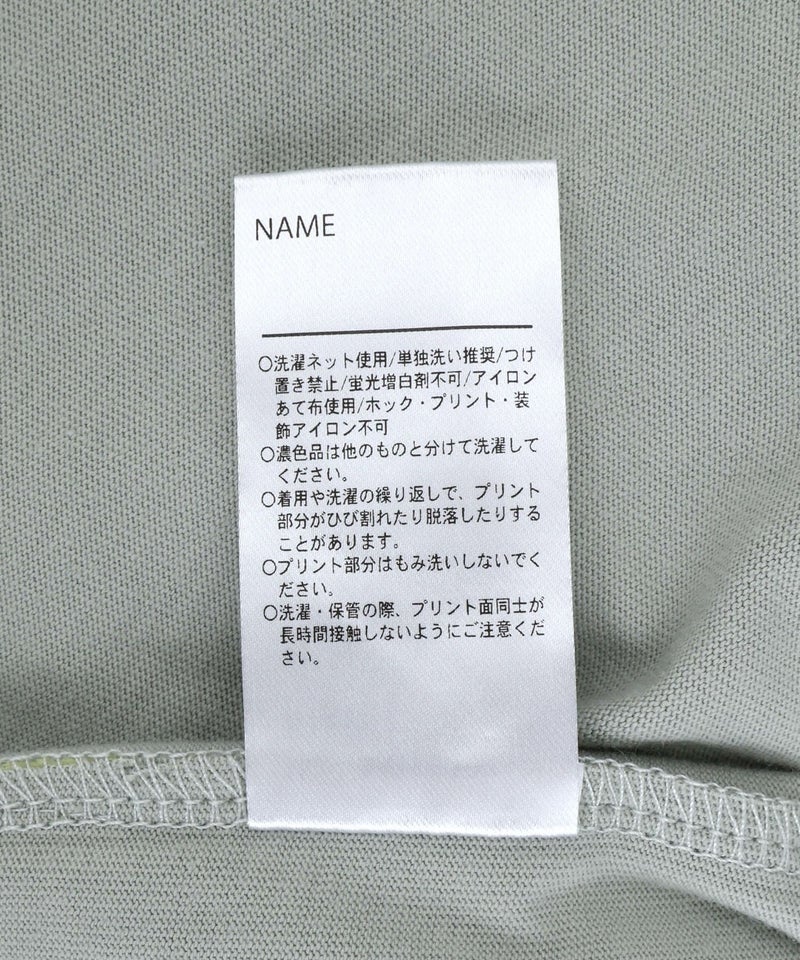 NAME
○洗濯ネット使用/単独洗い推奨/つけ
置き禁止/蛍光増白剤不可/アイロン
あて布使用/ホック・プリント・装
飾アイロン不可
○濃色品は他のものと分けて洗濯して
ください。
○着用や洗濯の繰り返しで、プリント
部分がひび割れたり脱落したりする
ことがあります。
○プリント部分はもみ洗いしないでく
ださい。
○洗濯・保管の際、プリント面同士が
長時間接触しないようにご注意くだ
さい。